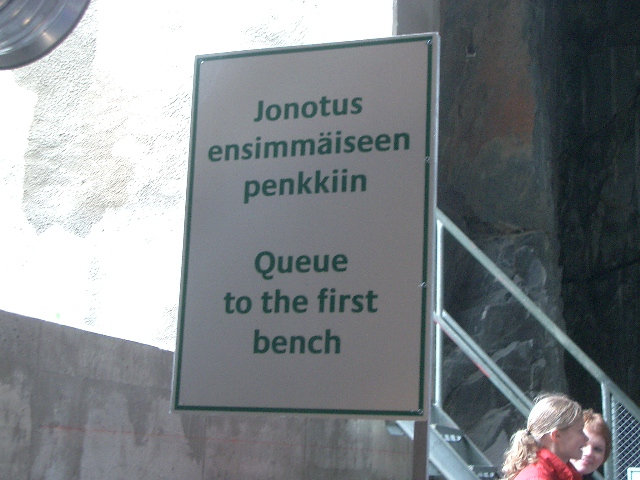 Jonotus
ensimmäiseen
penkkiin
Queue
to the first
bench